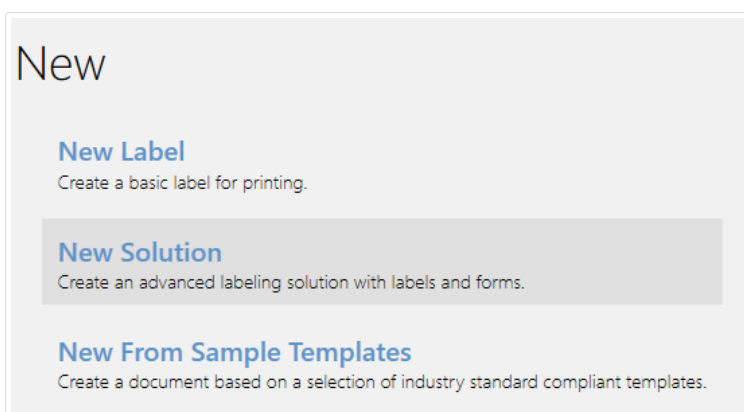 New
New Label
Create a basic label for printing.
New Solution
Create an advanced labeling solution with labels and forms.
New From Sample Templates
Create a document based on a selection of industry standard compliant templates.